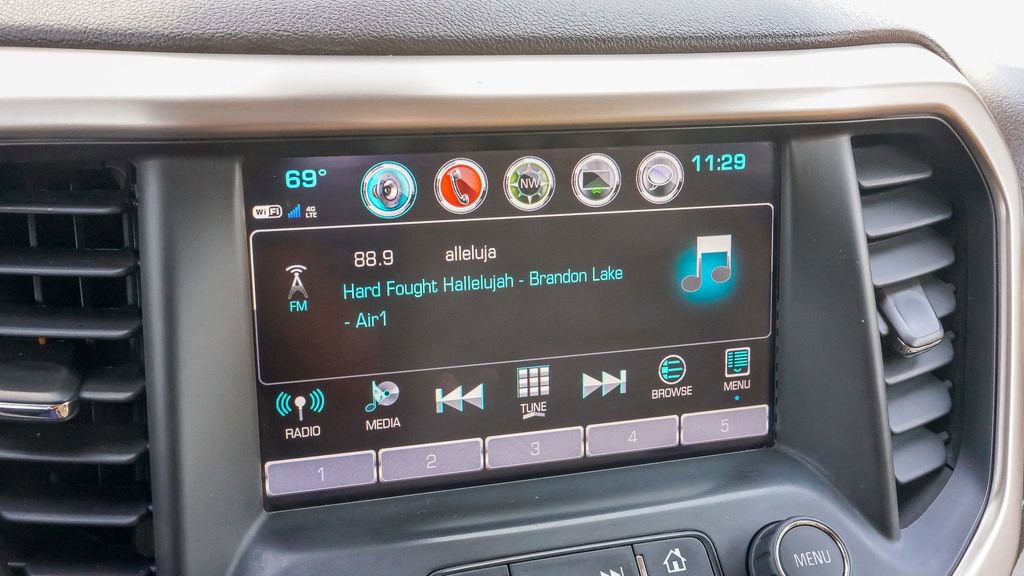 69° NW 11:29
WiFi 4G
LTE
88.9 alleluja
Hard Fought Hallelujah - Brandon Lake
- Air1
FM
RADIO MEDIA TUNE BROWSE MENU
1 2 3 4 5
MENU